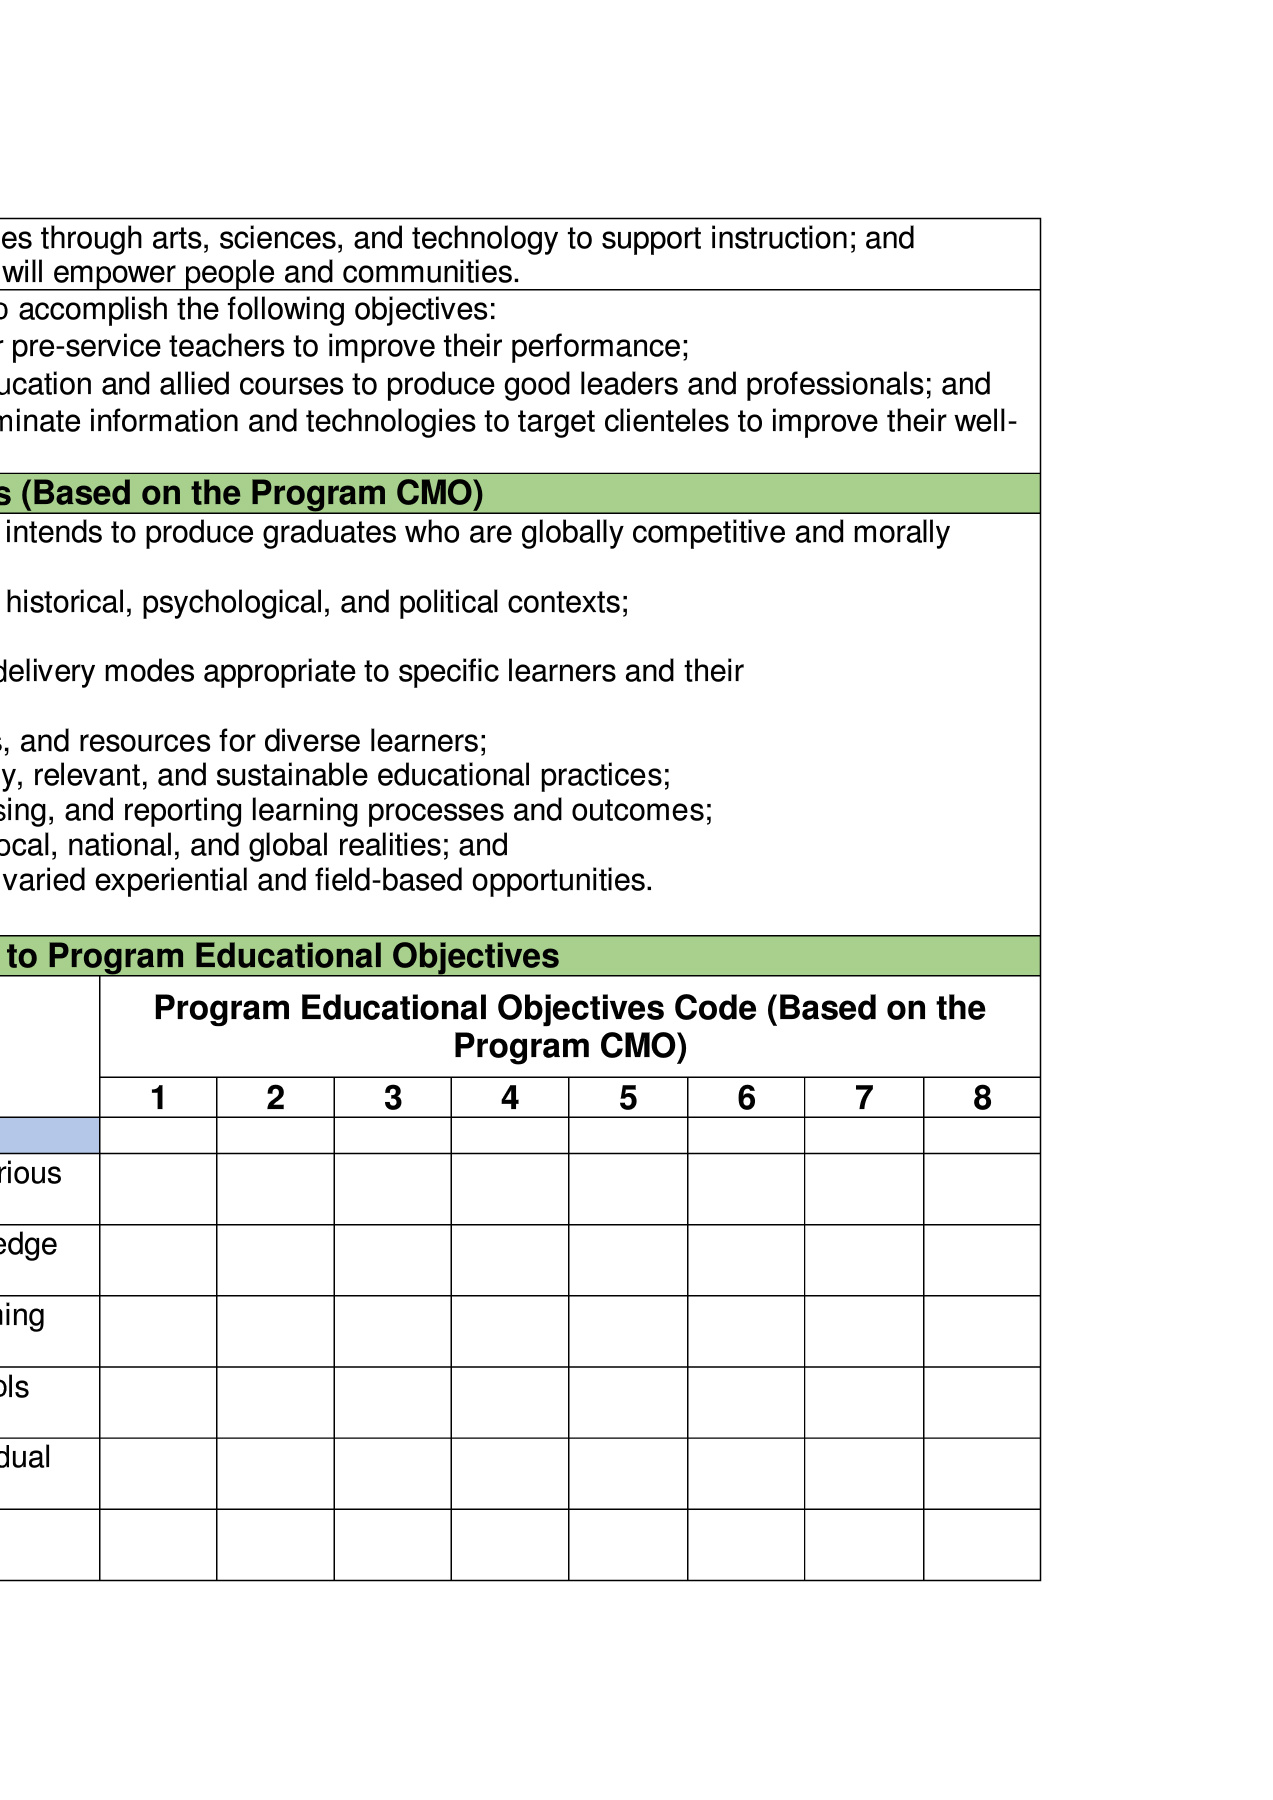 es through arts, sciences, and technology to support instruction; and
will empower people and communities.
o accomplish the following objectives:
r pre-service teachers to improve their performance;
ucation and allied courses to produce good leaders and professionals; and
minate information and technologies to target clienteles to improve their well-
s (Based on the Program CMO)
intends to produce graduates who are globally competitive and morally
historical, psychological, and political contexts;
delivery modes appropriate to specific learners and their
s, and resources for diverse learners;
y, relevant, and sustainable educational practices;
sing, and reporting learning processes and outcomes;
ocal, national, and global realities; and
varied experiential and field-based opportunities.
to Program Educational Objectives
Program Educational Objectives Code (Based on the
Program CMO)
1 2 3 4 5 6 7 8
rious
edge
ning
ols
dual